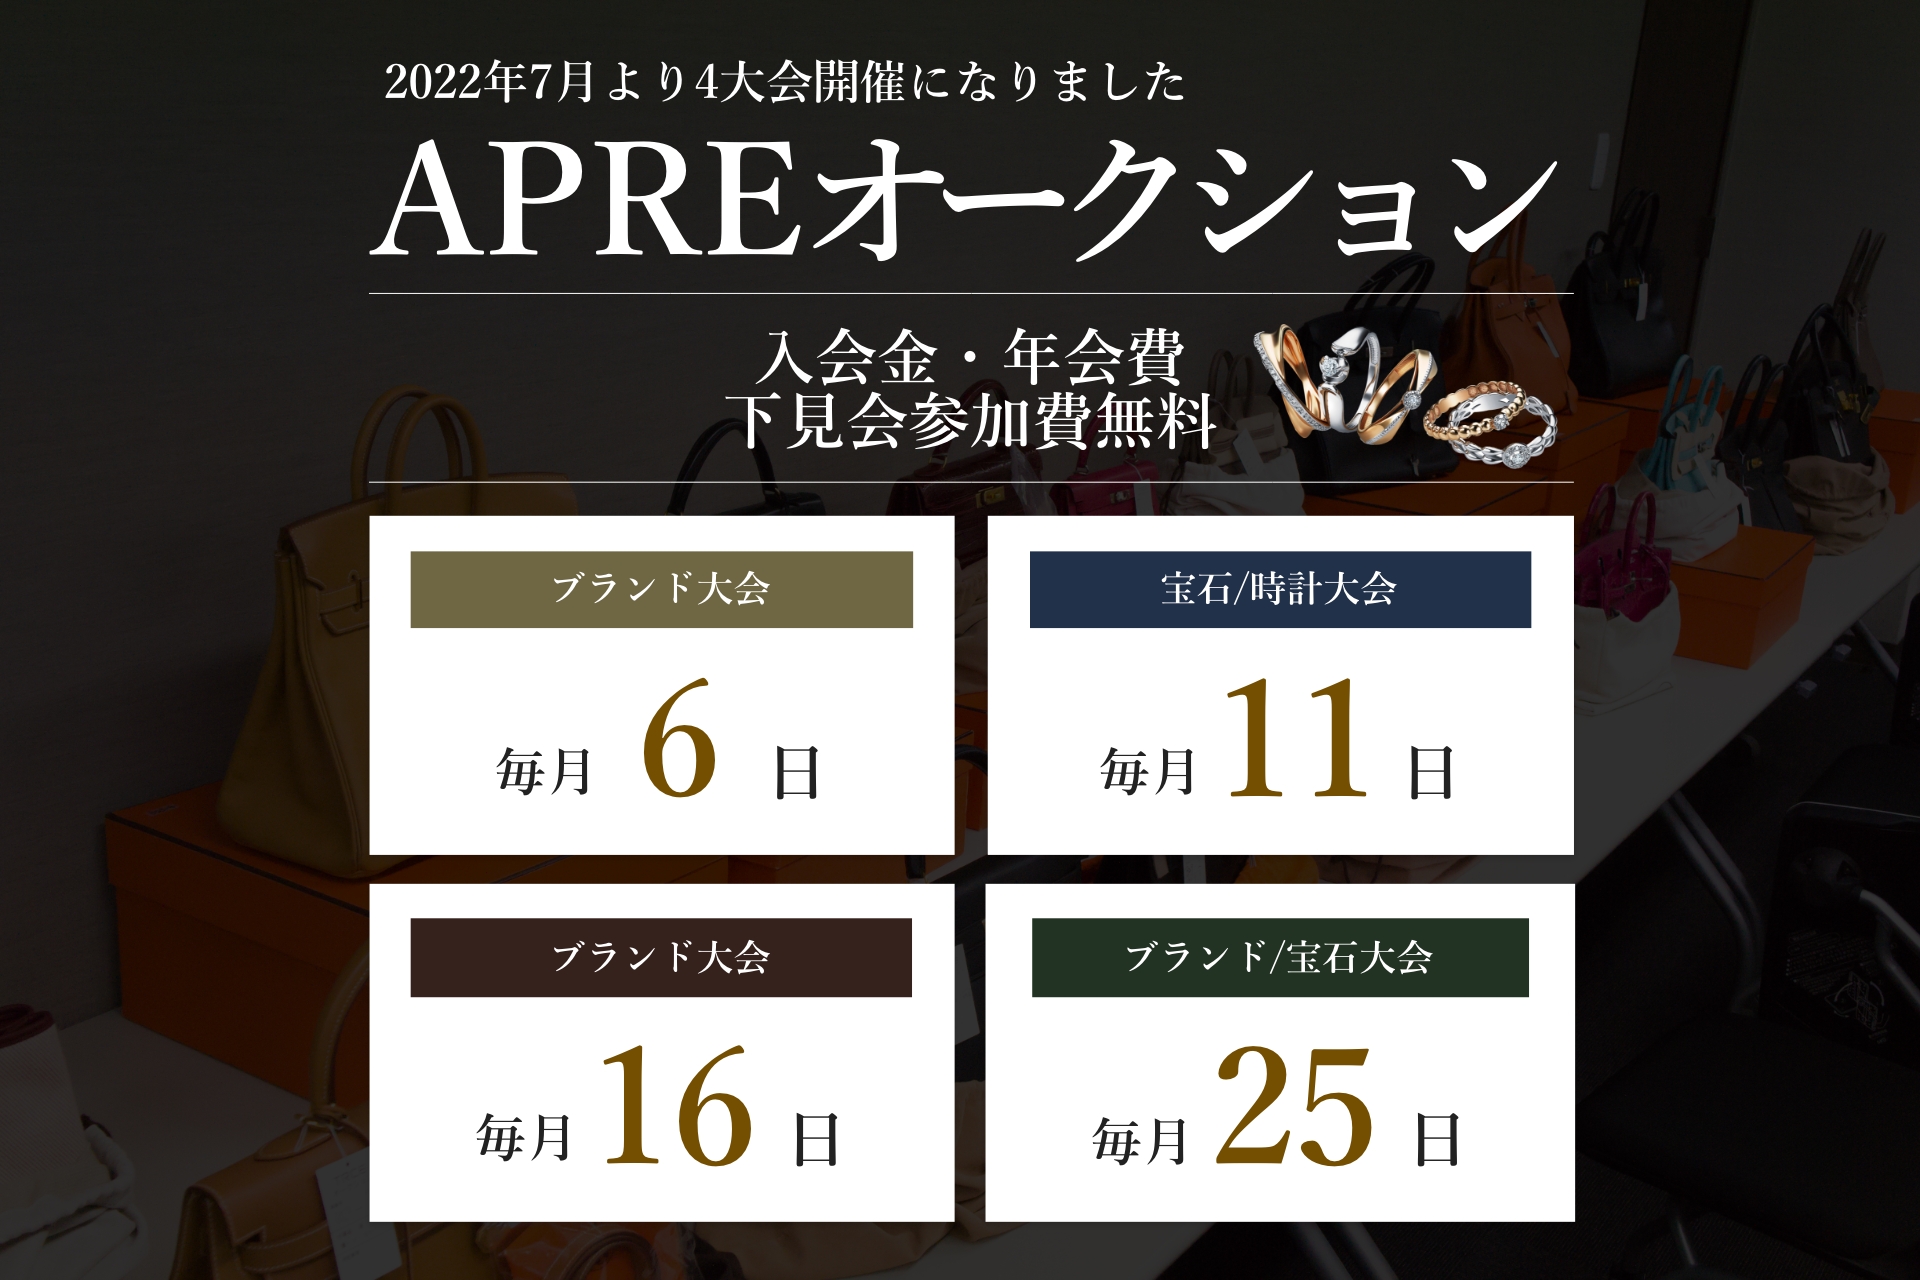 2022年7月より4大会開催になりました
APREオークション
入会金・年会費
下見会参加費無料
ブランド大会
毎月 6 日
宝石/時計大会
毎月 11 日
ブランド大会
毎月 16 日
ブランド/宝石大会
毎月 25 日